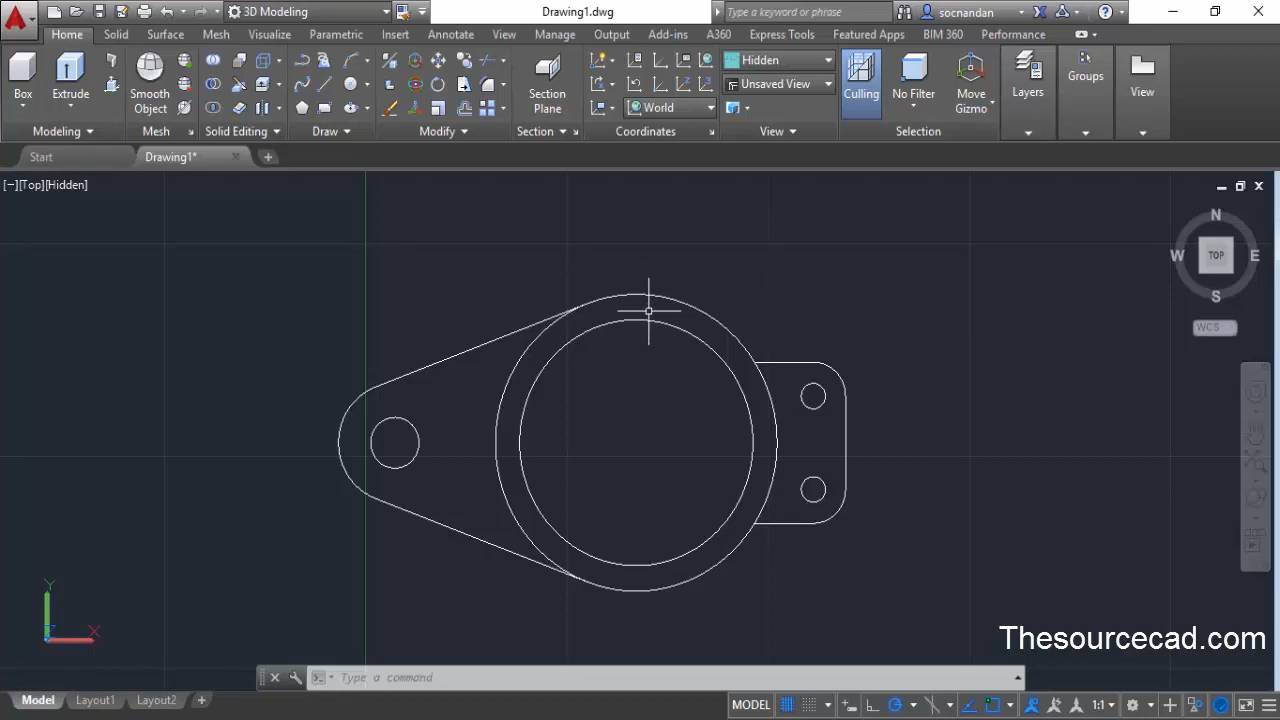 3D Modeling
Drawing1.dwg
Type a keyword or phrase
socnandan
Home Solid Surface Mesh Visualize Parametric Insert Annotate View Manage Output Add-ins A360 Express Tools Featured Apps BIM 360 Performance
Box
Extrude
Smooth
Object
Section
Plane
World
Hidden
Unsaved View
Culling
No Filter
Move
Gizmo
Layers
Groups
View
Modeling
Mesh
Solid Editing
Draw
Modify
Section
Coordinates
View
Selection
Start
Drawing1*
[−][Top][Hidden]
N
W
TOP
E
S
WCS
Y
X
Z
Thesourcecad.com
Type a command
Model
Layout1
Layout2
MODEL
1:1